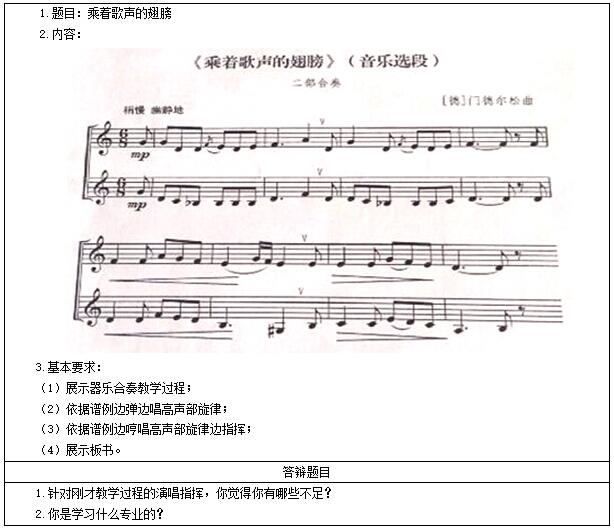 1.题目：乘着歌声的翅膀
2.内容：
《乘着歌声的翅膀》（音乐选段）
二部合奏
[德]门德尔松曲
稍慢 幽静地
mp
mp
3.基本要求：
（1）展示器乐合奏教学过程；
（2）依据谱例边弹边唱高声部旋律；
（3）依据谱例边哼唱高声部旋律边指挥；
（4）展示板书。
答辩题目
1.针对刚才教学过程的演唱指挥，你觉得你有哪些不足？
2.你是学习什么专业的？